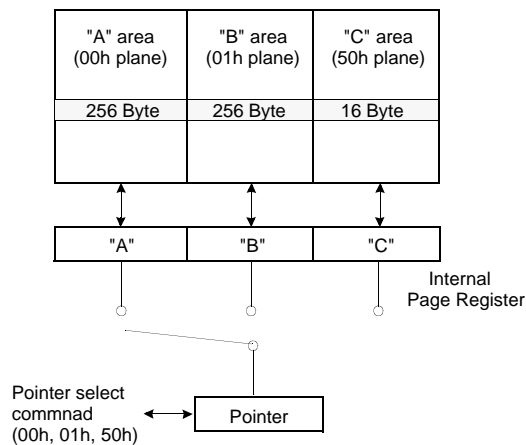 "A" area
(00h plane)
"B" area
(01h plane)
"C" area
(50h plane)
256 Byte
256 Byte
16 Byte
"A"
"B"
"C"
Internal
Page Register
Pointer select
commnad
(00h, 01h, 50h)
Pointer